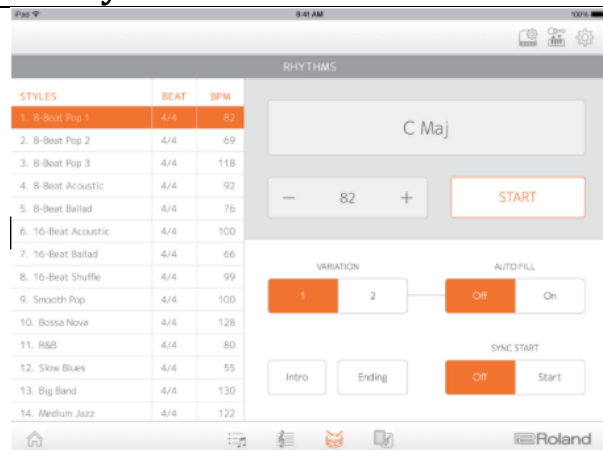 iPad 9:41 AM 100%
RHYTHMS
STYLES BEAT BPM
1. 8-Beat Pop 1 4/4 82
2. 8-Beat Pop 2 4/4 69
3. 8-Beat Pop 3 4/4 118
4. 8-Beat Acoustic 4/4 92
5. 8-Beat Ballad 4/4 76
6. 16-Beat Acoustic 4/4 100
7. 16-Beat Ballad 4/4 66
8. 16-Beat Shuffle 4/4 99
9. Smooth Pop 4/4 100
10. Bossa Nova 4/4 128
11. R&B 4/4 80
12. Slow Blues 4/4 55
13. Big Band 4/4 130
14. Medium Jazz 4/4 122
C Maj
− 82 +
START
VARIATION AUTO FILL
1 2 Off On
SYNC START
Intro Ending Off Start
Roland